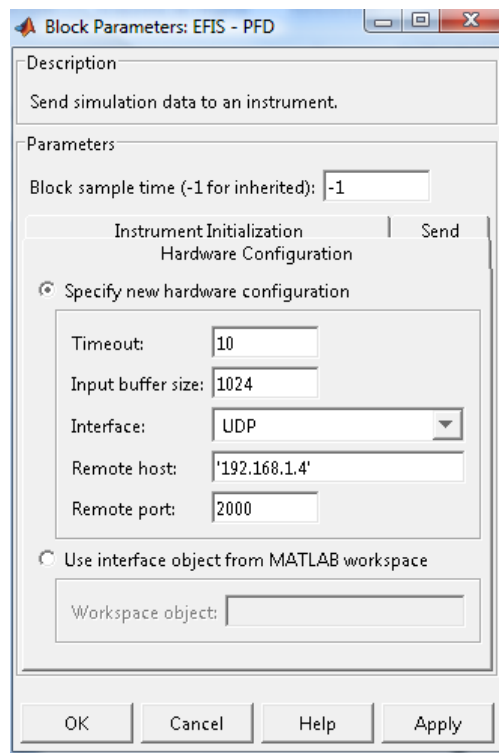 Block Parameters: EFIS - PFD
Description
Send simulation data to an instrument.
Parameters
Block sample time (-1 for inherited): -1
Instrument Initialization Send
Hardware Configuration
Specify new hardware configuration
Timeout: 10
Input buffer size: 1024
Interface: UDP
Remote host: '192.168.1.4'
Remote port: 2000
Use interface object from MATLAB workspace
Workspace object:
OK Cancel Help Apply